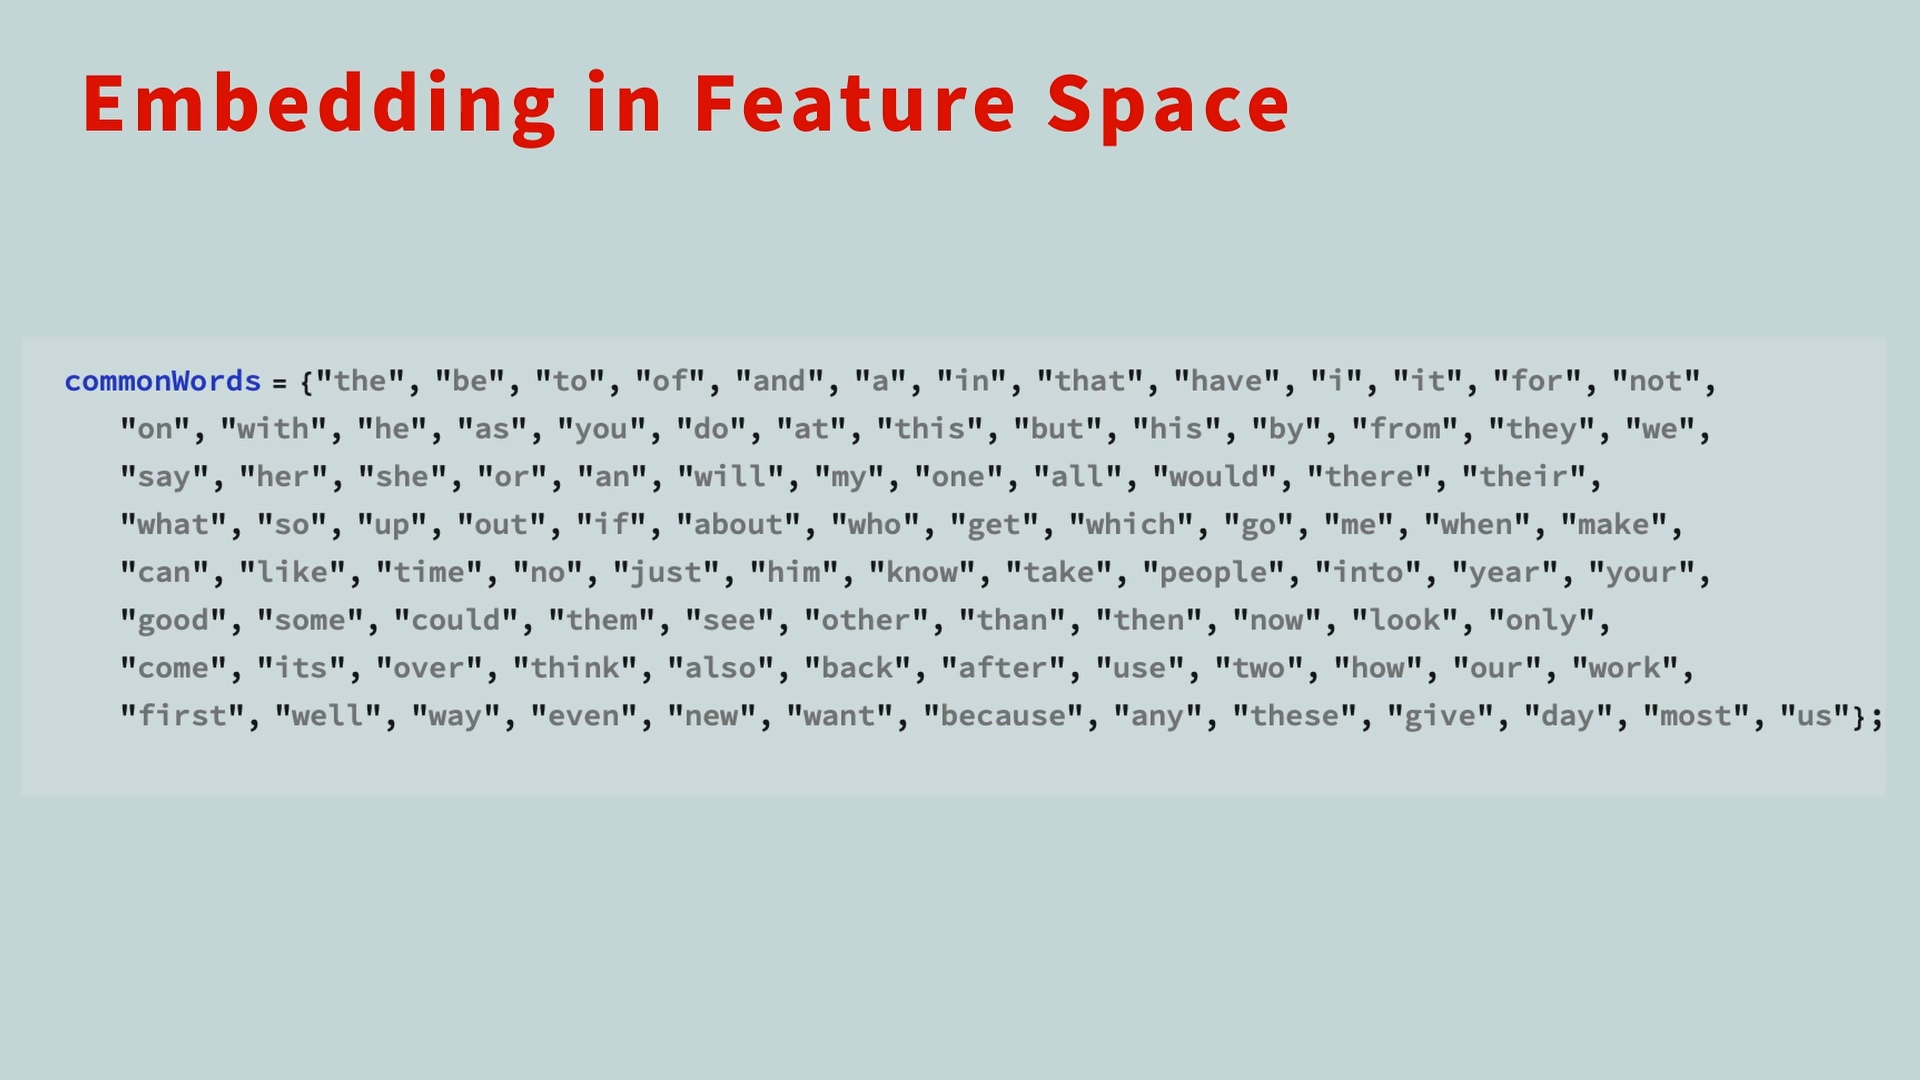 Embedding in Feature Space
commonWords = {"the", "be", "to", "of", "and", "a", "in", "that", "have", "i", "it", "for", "not",
"on", "with", "he", "as", "you", "do", "at", "this", "but", "his", "by", "from", "they", "we",
"say", "her", "she", "or", "an", "will", "my", "one", "all", "would", "there", "their",
"what", "so", "up", "out", "if", "about", "who", "get", "which", "go", "me", "when", "make",
"can", "like", "time", "no", "just", "him", "know", "take", "people", "into", "year", "your",
"good", "some", "could", "them", "see", "other", "than", "then", "now", "look", "only",
"come", "its", "over", "think", "also", "back", "after", "use", "two", "how", "our", "work",
"first", "well", "way", "even", "new", "want", "because", "any", "these", "give", "day", "most", "us"};